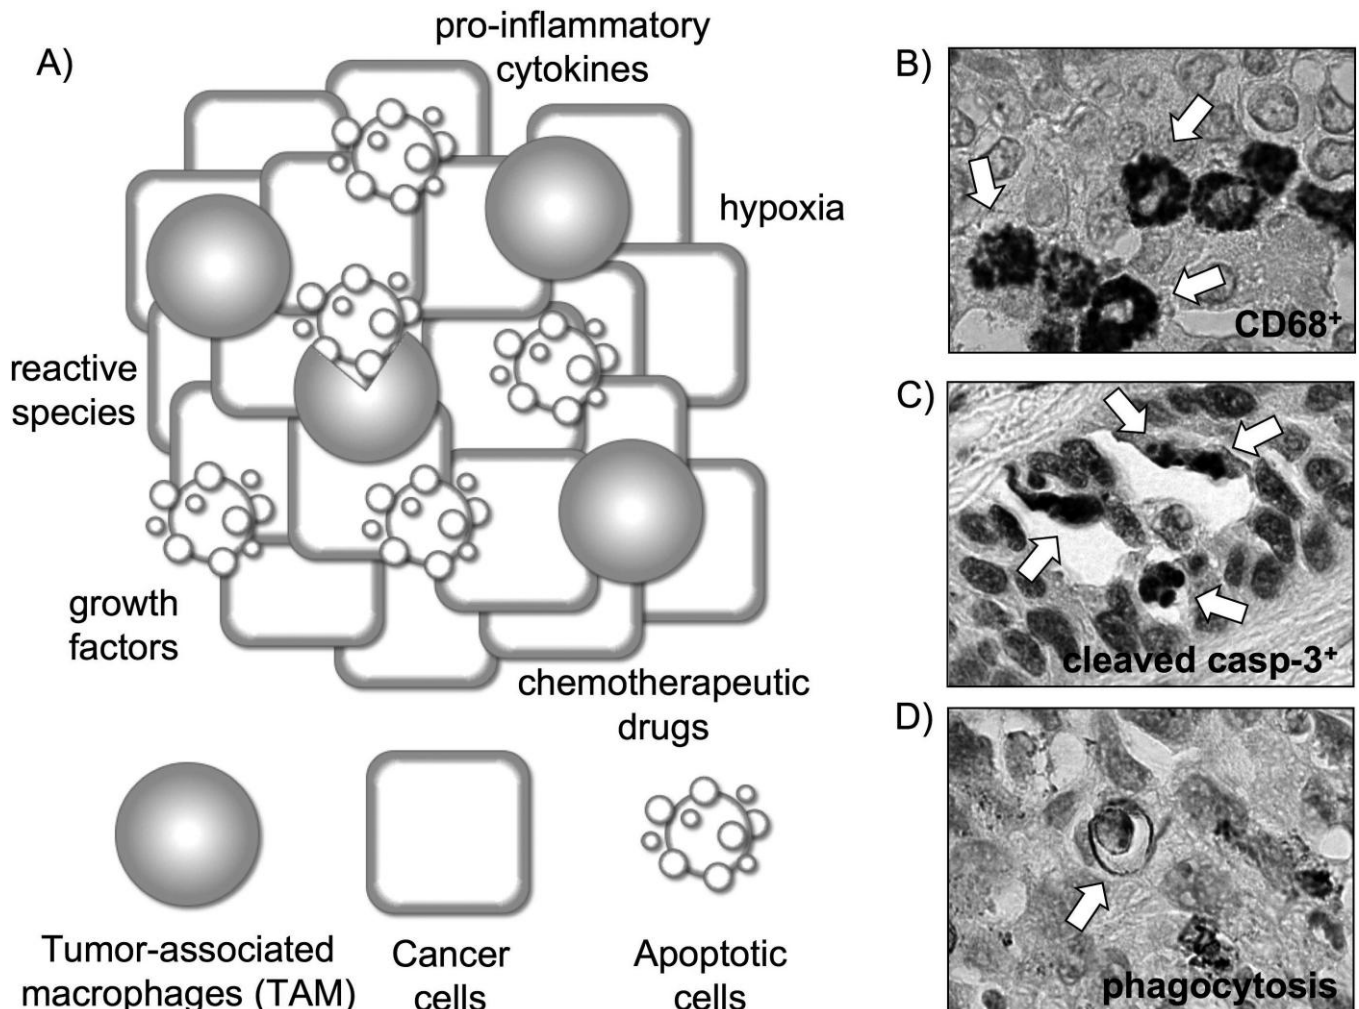 A)
pro-inflammatory
cytokines
hypoxia
reactive
species
growth
factors
chemotherapeutic
drugs
Tumor-associated
macrophages (TAM)
Cancer
cells
Apoptotic
cells
B)
CD68⁺
C)
cleaved casp-3⁺
D)
phagocytosis